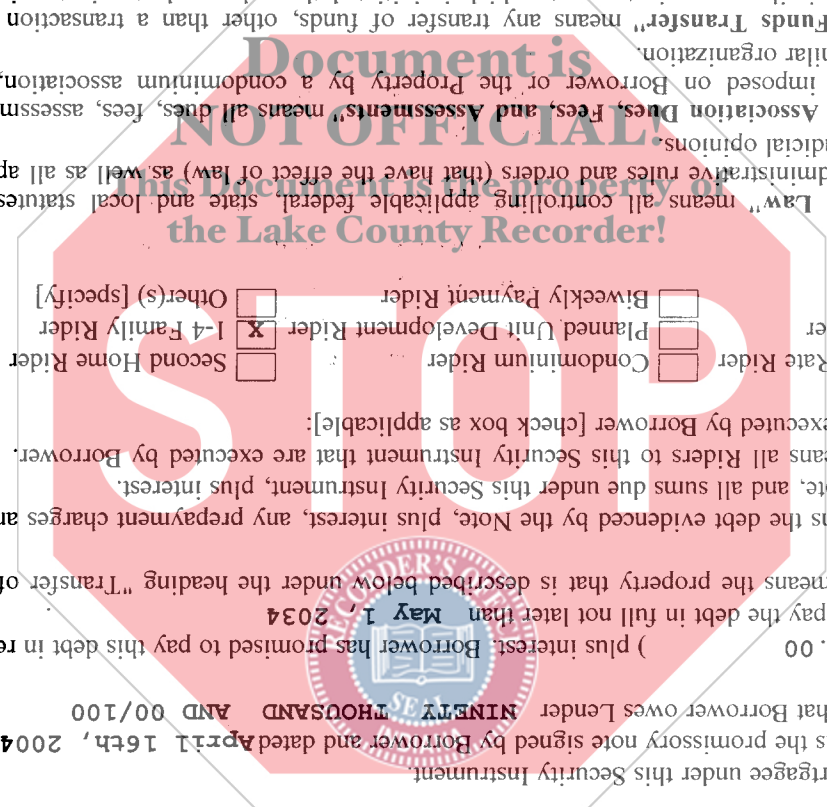 rtgagee under this Security Instrument.
s the promissory note signed by Borrower and dated April 16th, 2004
hat Borrower owes Lender NINETY THOUSAND AND 00/100
.00 ) plus interest. Borrower has promised to pay this debt in re
pay the debt in full not later than May 1, 2034 .
means the property that is described below under the heading "Transfer of
ns the debt evidenced by the Note, plus interest, any prepayment charges an
ote, and all sums due under this Security Instrument, plus interest.
eans all Riders to this Security Instrument that are executed by Borrower.
executed by Borrower [check box as applicable]:
Rate Rider Condominium Rider Second Home Rider
er Planned Unit Development Rider X 1-4 Family Rider
Biweekly Payment Rider Other(s) [specify]
Law" means all controlling applicable federal, state and local statutes
dministrative rules and orders (that have the effect of law) as well as all ap
udicial opinions.
Association Dues, Fees, and Assessments" means all dues, fees, assessm
imposed on Borrower or the Property by a condominium association,
milar organization.
Funds Transfer" means any transfer of funds, other than a transaction
Document is
NOT OFFICIAL!
This Document is the property of
the Lake County Recorder!
STOP
RECORDER'S OFFICE
SEAL
INDIANA